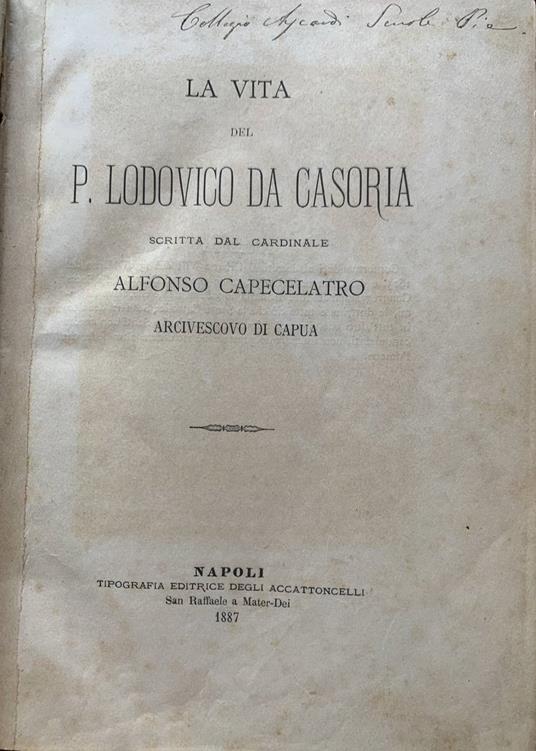 Collegio Scuole Pie
LA VITA
DEL
P. LODOVICO DA CASORIA
SCRITTA DAL CARDINALE
ALFONSO CAPECELATRO
ARCIVESCOVO DI CAPUA
NAPOLI
TIPOGRAFIA EDITRICE DEGLI ACCATTONCELLI
San Raffaele a Mater-Dei
1887